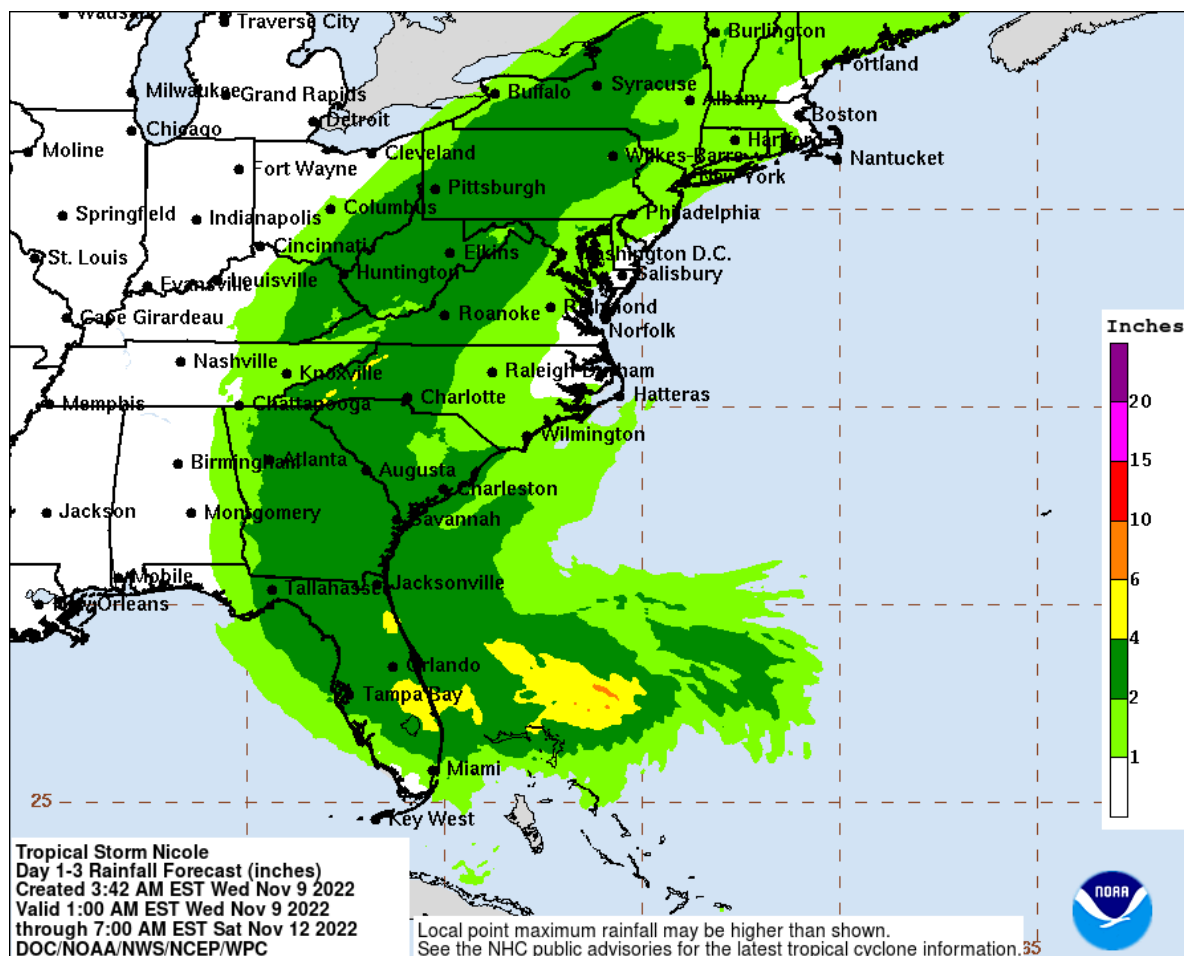 Wausau
Traverse City
Burlington
Portland
Milwaukee
Grand Rapids
Buffalo
Syracuse
Albany
Boston
Chicago
Detroit
Hartford
Moline
Cleveland
Wilkes-Barre
Nantucket
Fort Wayne
New York
Pittsburgh
Springfield
Indianapolis
Columbus
Philadelphia
Cincinnati
Elkins
Washington D.C.
St. Louis
Huntington
Salisbury
Evansville
Louisville
Cape Girardeau
Roanoke
Richmond
Norfolk
Inches
Nashville
Knoxville
Raleigh-Durham
Memphis
Chattanooga
Charlotte
Hatteras
20
Wilmington
15
Birmingham
Atlanta
Augusta
Charleston
Jackson
Montgomery
Savannah
10
Mobile
Tallahassee
Jacksonville
6
New Orleans
4
Orlando
Tampa Bay
2
Miami
1
25
Key West
Tropical Storm Nicole
Day 1-3 Rainfall Forecast (inches)
Created 3:42 AM EST Wed Nov 9 2022
Valid 1:00 AM EST Wed Nov 9 2022
through 7:00 AM EST Sat Nov 12 2022
DOC/NOAA/NWS/NCEP/WPC
Local point maximum rainfall may be higher than shown.
See the NHC public advisories for the latest tropical cyclone information.
65
NOAA